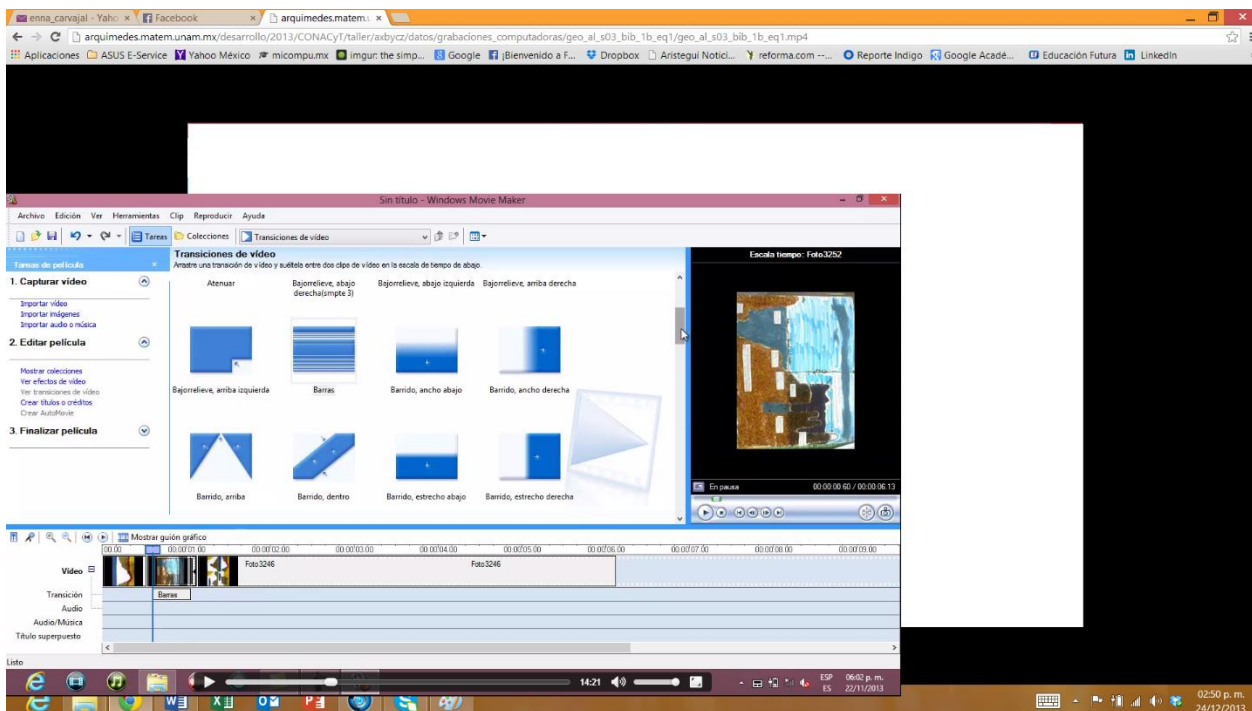 enna_carvajal - Yaho
Facebook
arquimedes.matem.u
arquimedes.matem.unam.mx/desarrollo/2013/CONACyT/taller/axbycz/datos/grabaciones_computadoras/geo_al_s03_bib_1b_eq1/geo_al_s03_bib_1b_eq1.mp4
Aplicaciones ASUS E-Service Yahoo México micompu.mx imgur: the simp... Google ¡Bienvenido a F... Dropbox Aristegui Notici... reforma.com --... Reporte Indigo Google Acadé... Educación Futura LinkedIn
Sin título - Windows Movie Maker
Archivo Edición Ver Herramientas Clip Reproducir Ayuda
Tareas Colecciones Transiciones de vídeo
Tareas de película
1. Capturar vídeo
Importar vídeo
Importar imágenes
Importar audio o música
2. Editar película
Mostrar colecciones
Ver efectos de vídeo
Ver transiciones de vídeo
Crear títulos o créditos
Crear AutoMovie
3. Finalizar película
Transiciones de vídeo
Arrastre una transición de vídeo y suéltela entre dos clips de vídeo en la escala de tiempo de abajo.
Atenuar
Bajorrelieve, abajo derecha(smpte 3)
Bajorrelieve, abajo izquierda
Bajorrelieve, arriba derecha
Bajorrelieve, arriba izquierda
Barras
Barrido, ancho abajo
Barrido, ancho derecha
Barrido, arriba
Barrido, dentro
Barrido, estrecho abajo
Barrido, estrecho derecha
Escala tiempo: Foto3252
En pausa 00:00:00.60 / 00:00:06.13
Mostrar guión gráfico
00:00 00:00:01.00 00:00:02.00 00:00:03.00 00:00:04.00 00:00:05.00 00:00:06.00 00:00:07.00 00:00:08.00 00:00:09.00
Vídeo
Foto3246 Foto3246
Transición
Barras
Audio
Audio/Música
Título superpuesto
Listo
14:21
ESP
ES
06:02 p. m.
22/11/2013
02:50 p. m.
24/12/2013